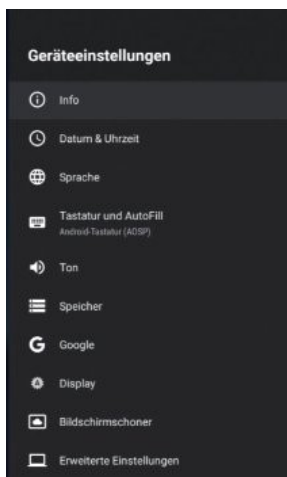 Geräteeinstellungen
Info
Datum & Uhrzeit
Sprache
Tastatur und AutoFill
Android-Tastatur (AOSP)
Ton
Speicher
Google
Display
Bildschirmschoner
Erweiterte Einstellungen